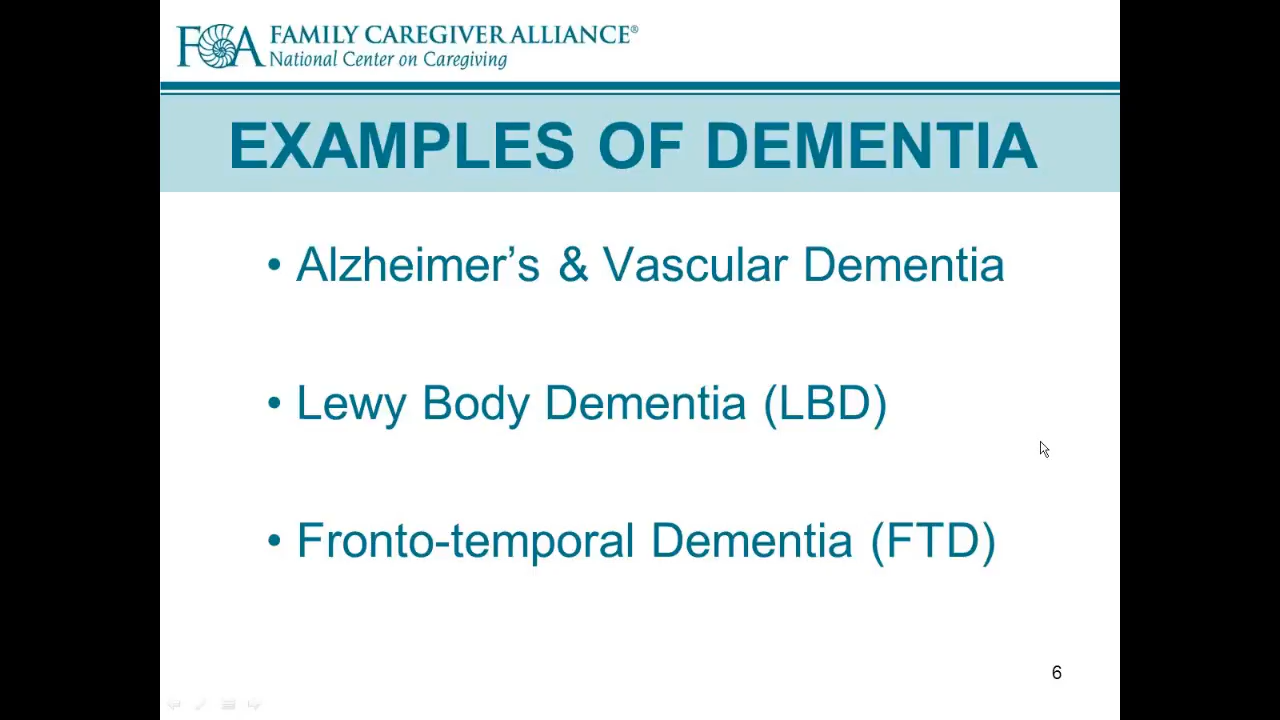 FCA FAMILY CAREGIVER ALLIANCE®
National Center on Caregiving
EXAMPLES OF DEMENTIA
• Alzheimer’s & Vascular Dementia
• Lewy Body Dementia (LBD)
• Fronto-temporal Dementia (FTD)
6